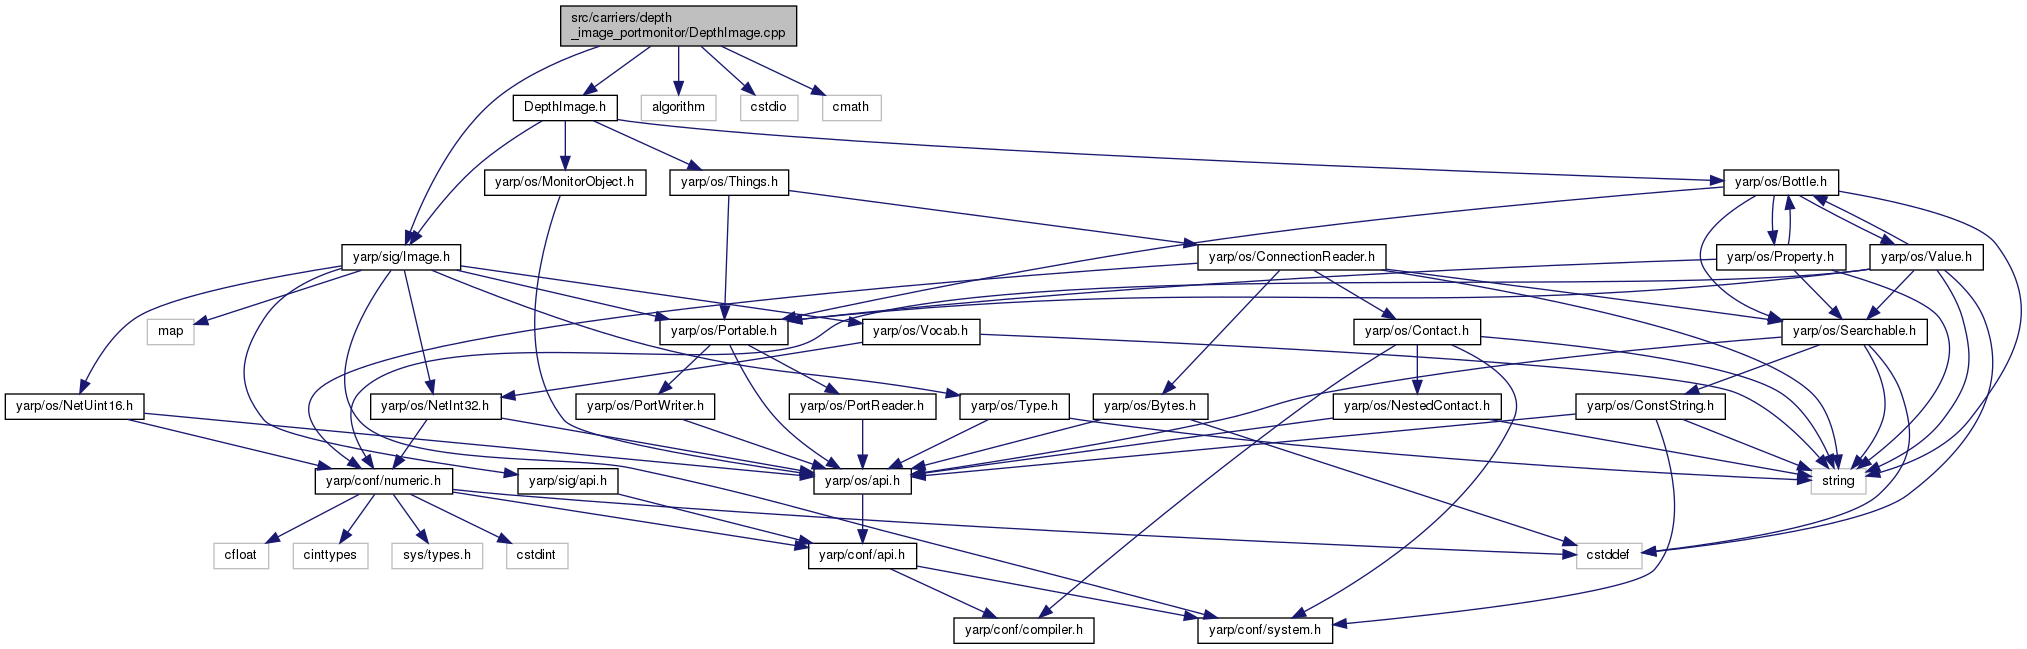 src/carriers/depth
_image_portmonitor/DepthImage.cpp
DepthImage.h
algorithm
cstdio
cmath
yarp/os/MonitorObject.h
yarp/os/Things.h
yarp/os/Bottle.h
yarp/sig/Image.h
yarp/os/ConnectionReader.h
yarp/os/Property.h
yarp/os/Value.h
map
yarp/os/Portable.h
yarp/os/Vocab.h
yarp/os/Contact.h
yarp/os/Searchable.h
yarp/os/NetUint16.h
yarp/os/NetInt32.h
yarp/os/PortWriter.h
yarp/os/PortReader.h
yarp/os/Type.h
yarp/os/Bytes.h
yarp/os/NestedContact.h
yarp/os/ConstString.h
yarp/conf/numeric.h
yarp/sig/api.h
yarp/os/api.h
string
cfloat
cinttypes
sys/types.h
cstdint
yarp/conf/api.h
cstddef
yarp/conf/compiler.h
yarp/conf/system.h